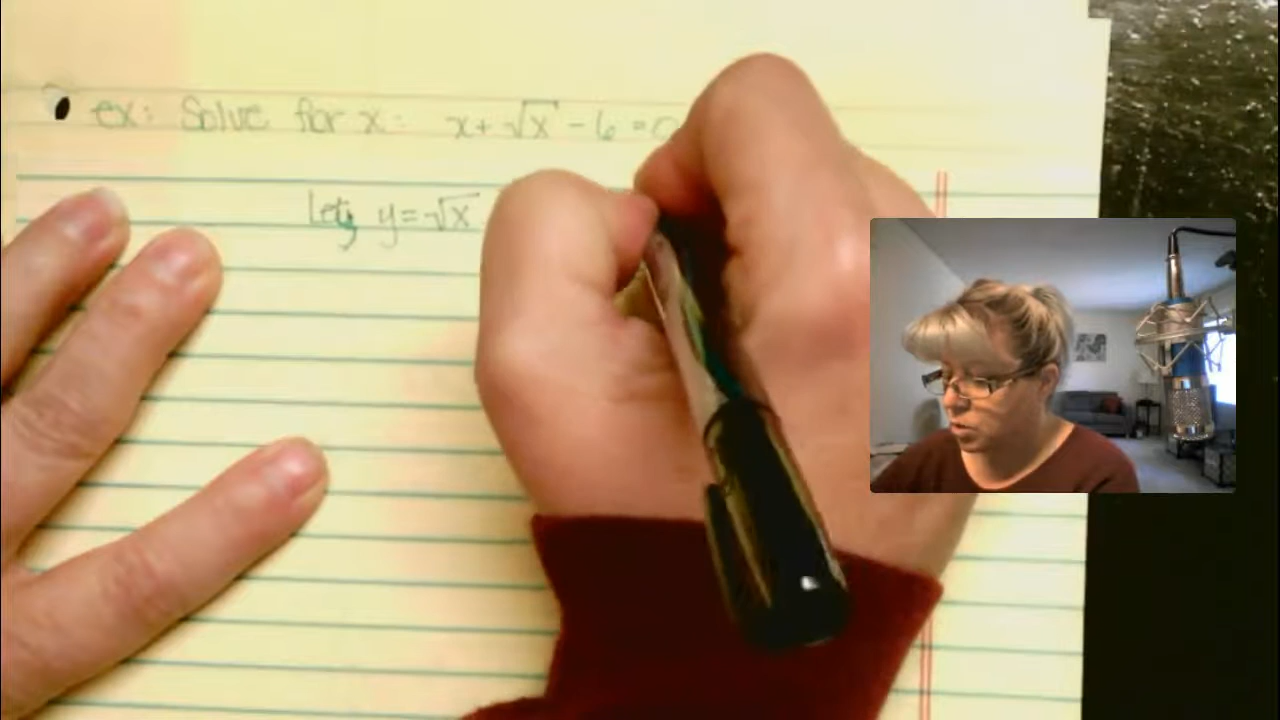 ex: Solve for x: x + √x - 6 = 0
Let, y = √x